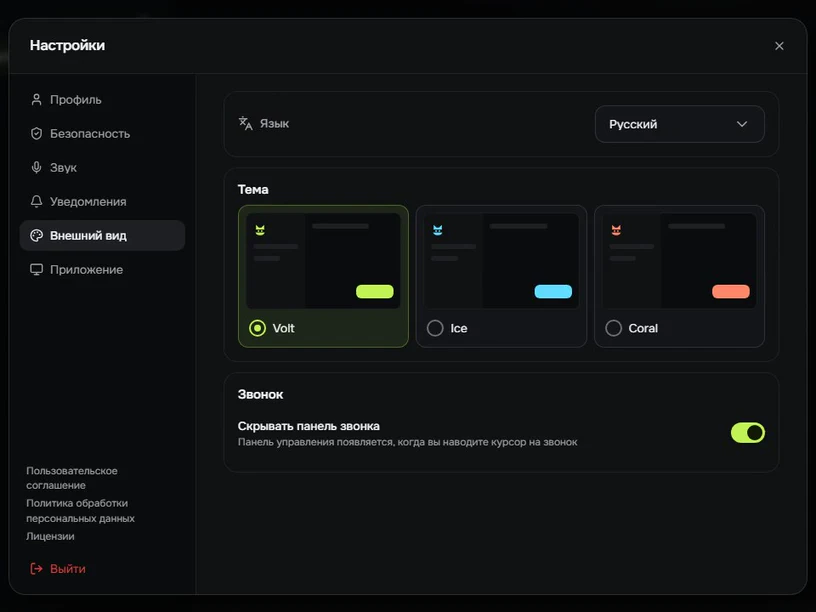 Настройки
Профиль
Безопасность
Звук
Уведомления
Внешний вид
Приложение
Пользовательское
соглашение
Политика обработки
персональных данных
Лицензии
Выйти
Язык
Русский
Тема
Volt
Ice
Coral
Звонок
Скрывать панель звонка
Панель управления появляется, когда вы наводите курсор на звонок